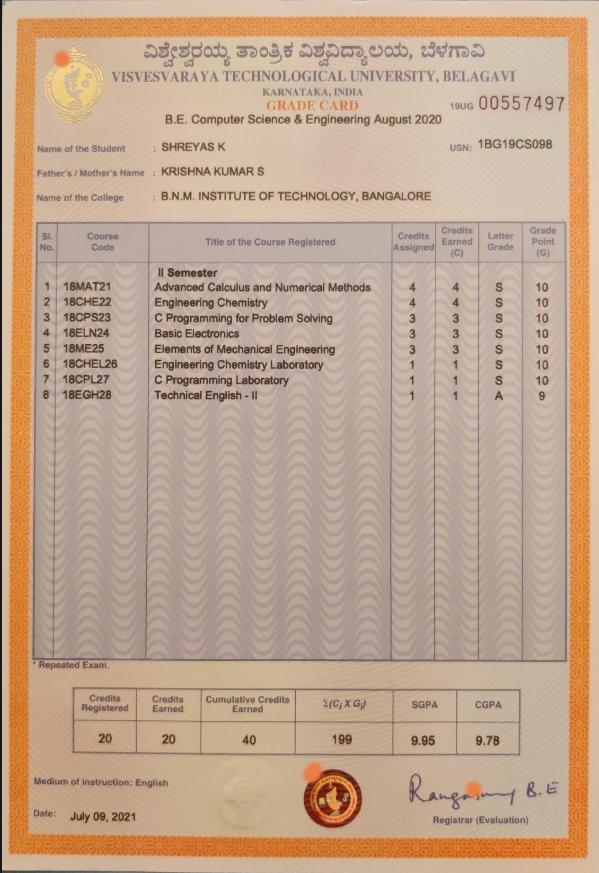 ವಿಶ್ವೇಶ್ವರಯ್ಯ ತಾಂತ್ರಿಕ ವಿಶ್ವವಿದ್ಯಾಲಯ, ಬೆಳಗಾವಿ
VISVESVARAYA TECHNOLOGICAL UNIVERSITY, BELAGAVI
KARNATAKA, INDIA
GRADE CARD 19UG 00557497
B.E. Computer Science & Engineering August 2020
Name of the Student : SHREYAS K USN: 1BG19CS098
Father's / Mother's Name : KRISHNA KUMAR S
Name of the College : B.N.M. INSTITUTE OF TECHNOLOGY, BANGALORE
Sl. No. Course Code Title of the Course Registered Credits Assigned Credits Earned (C) Letter Grade Grade Point (G)
II Semester
1 18MAT21 Advanced Calculus and Numerical Methods 4 4 S 10
2 18CHE22 Engineering Chemistry 4 4 S 10
3 18CPS23 C Programming for Problem Solving 3 3 S 10
4 18ELN24 Basic Electronics 3 3 S 10
5 18ME25 Elements of Mechanical Engineering 3 3 S 10
6 18CHEL26 Engineering Chemistry Laboratory 1 1 S 10
7 18CPL27 C Programming Laboratory 1 1 S 10
8 18EGH28 Technical English - II 1 1 A 9
* Repeated Exam.
Credits Registered Credits Earned Cumulative Credits Earned Σ(Ci X Gi) SGPA CGPA
20 20 40 199 9.95 9.78
Medium of instruction: English
B.E
Date: July 09, 2021 Registrar (Evaluation)